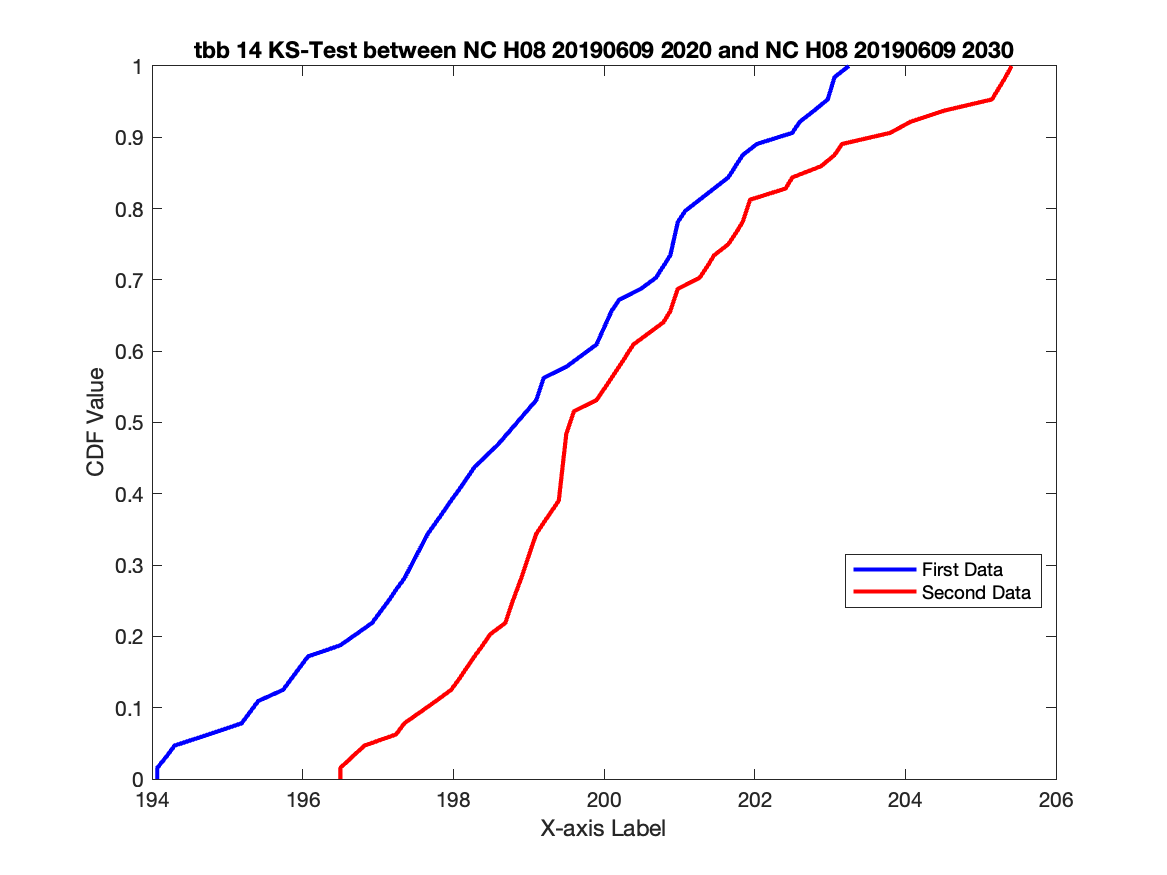 tbb 14 KS-Test between NC H08 20190609 2020 and NC H08 20190609 2030
1
0.9
0.8
0.7
0.6
0.5
0.4
0.3
0.2
0.1
0
CDF Value
First Data
Second Data
194 196 198 200 202 204 206
X-axis Label